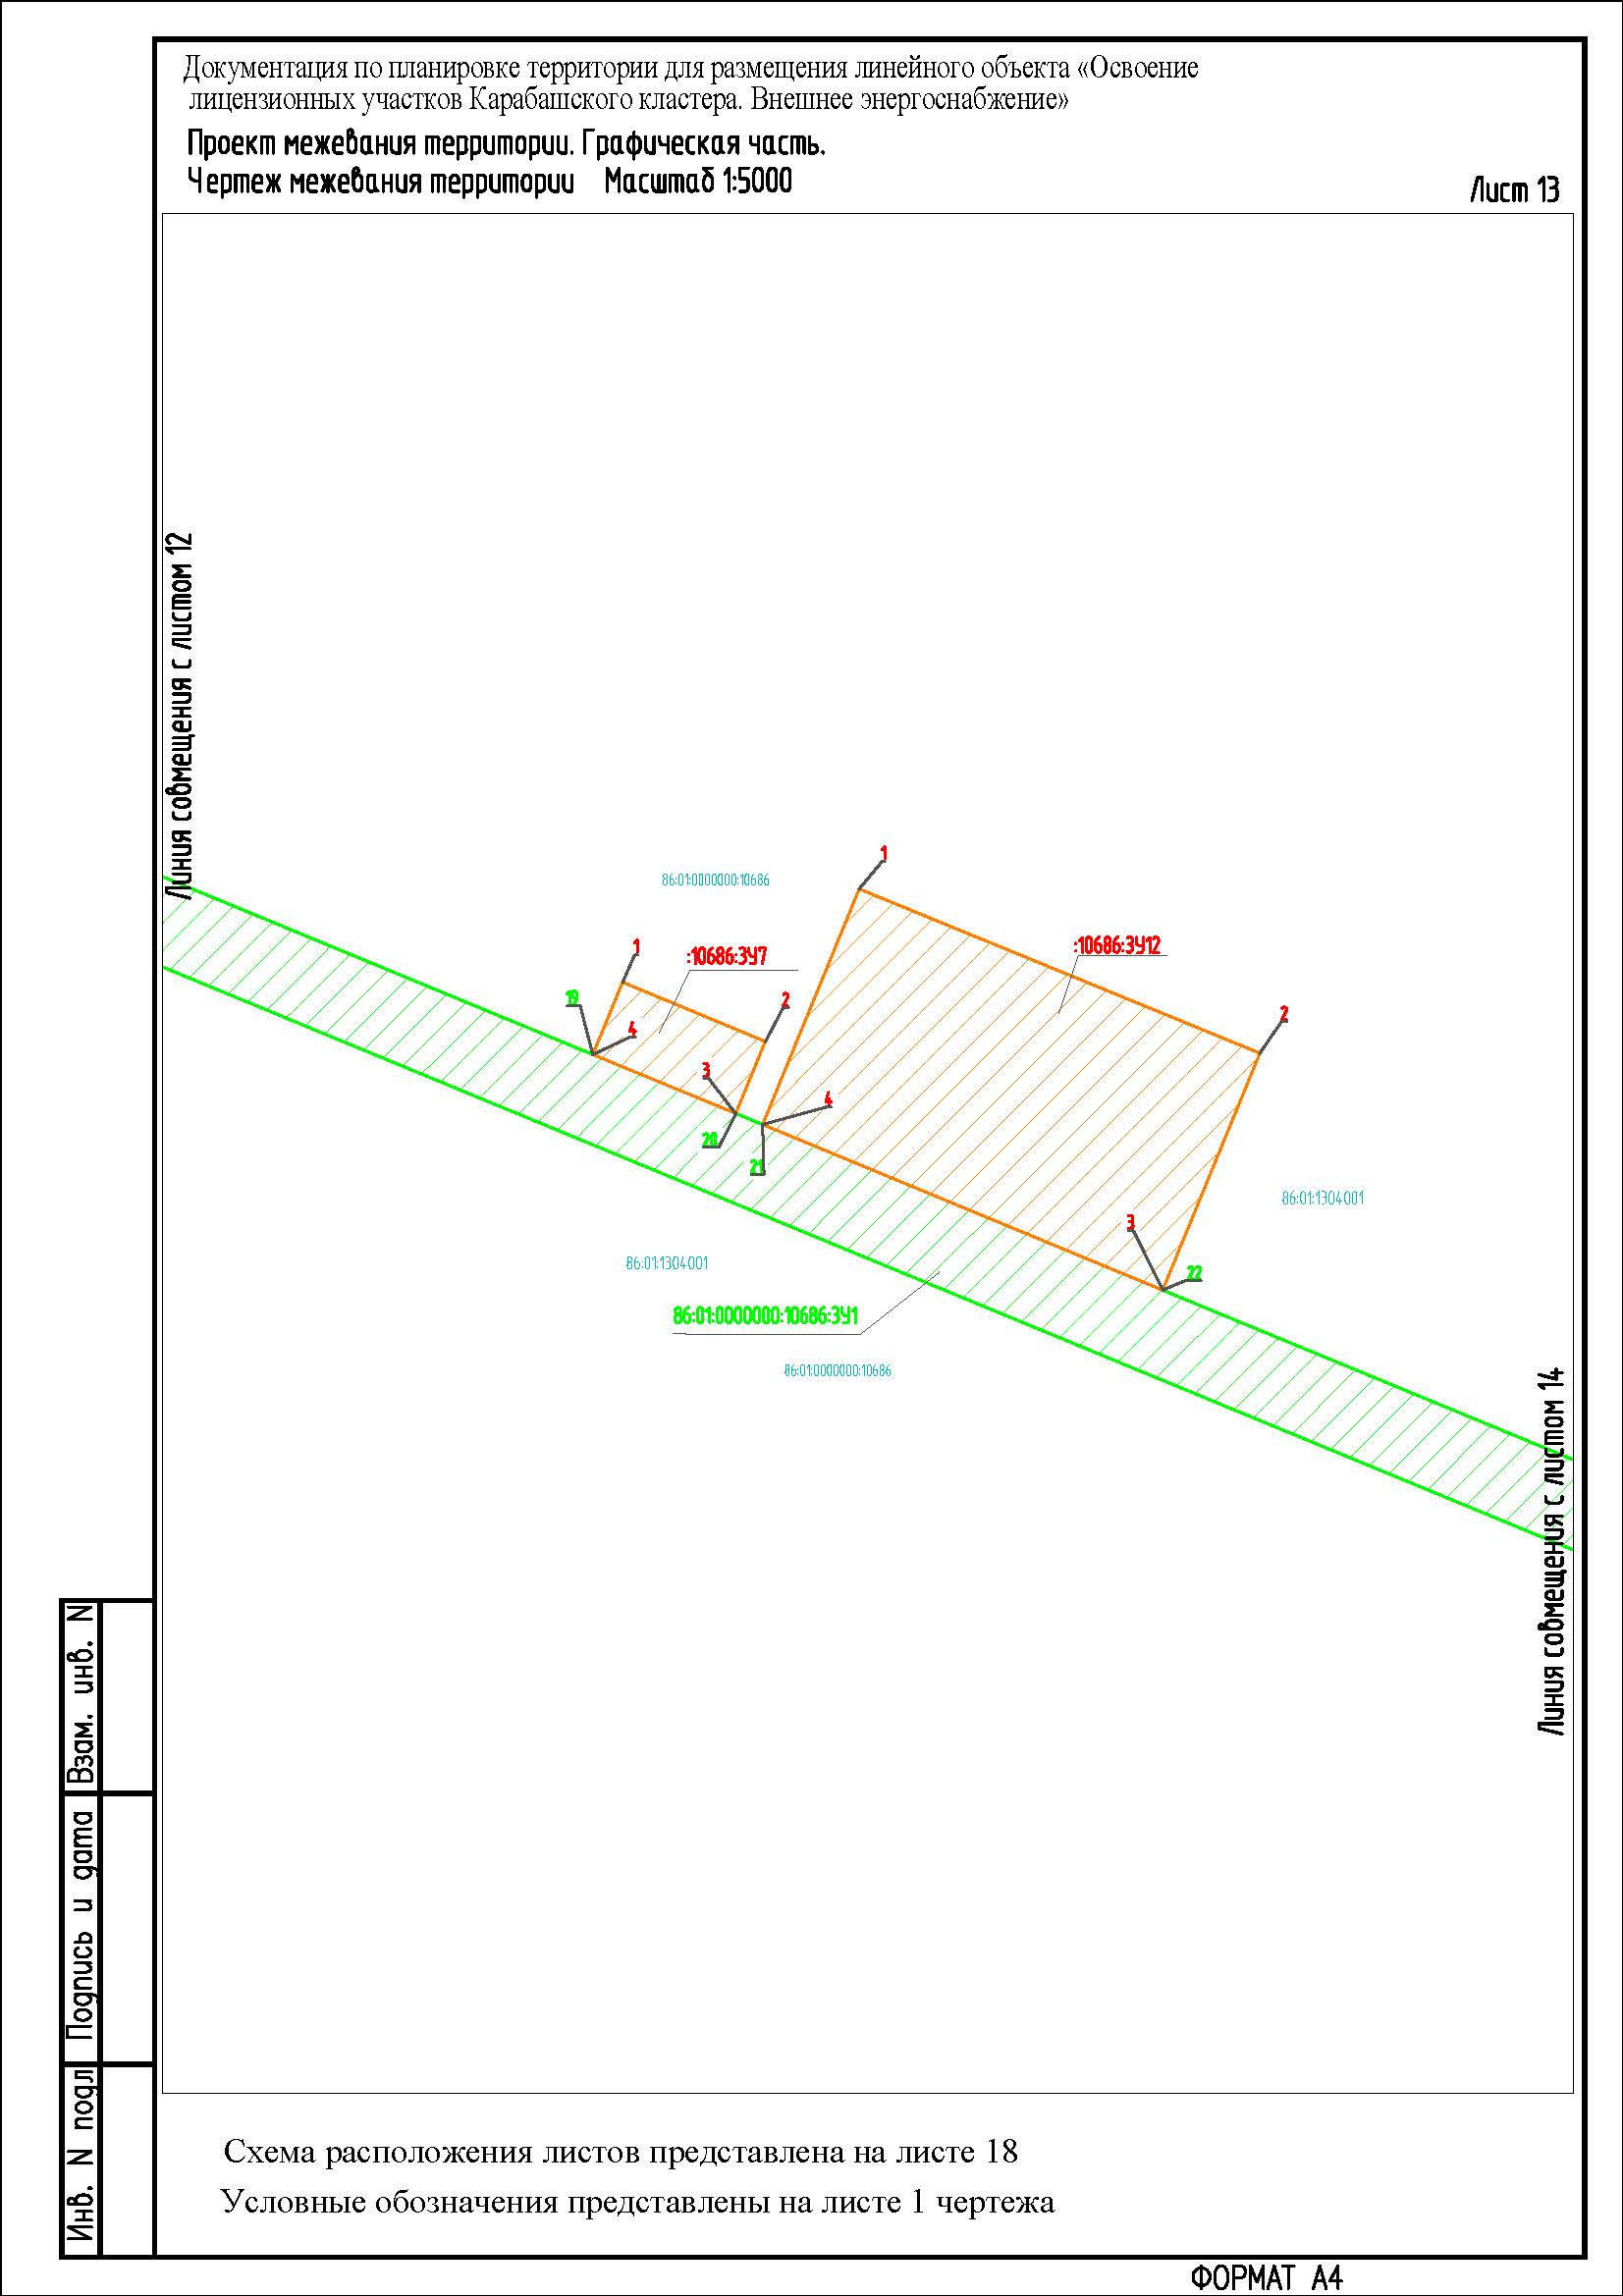 Документация по планировке территории для размещения линейного объекта «Освоение
лицензионных участков Карабашского кластера. Внешнее энергоснабжение»
Проект межевания территории. Графическая часть.
Чертеж межевания территории Масштаб 1:5000
Лист 13
Линия совмещения с листом 12
1
86:01:0000000:10686
1
:10686:ЗУ7
:10686:ЗУ12
19
2
2
4
3
4
20
21
86:01:1304001
3
22
86:01:1304001
86:01:0000000:10686:ЗУ1
86:01:0000000:10686
Линия совмещения с листом 14
Взам. инв. N
Подпись и дата
Инв. N подл
Схема расположения листов представлена на листе 18
Условные обозначения представлены на листе 1 чертежа
ФОРМАТ А4